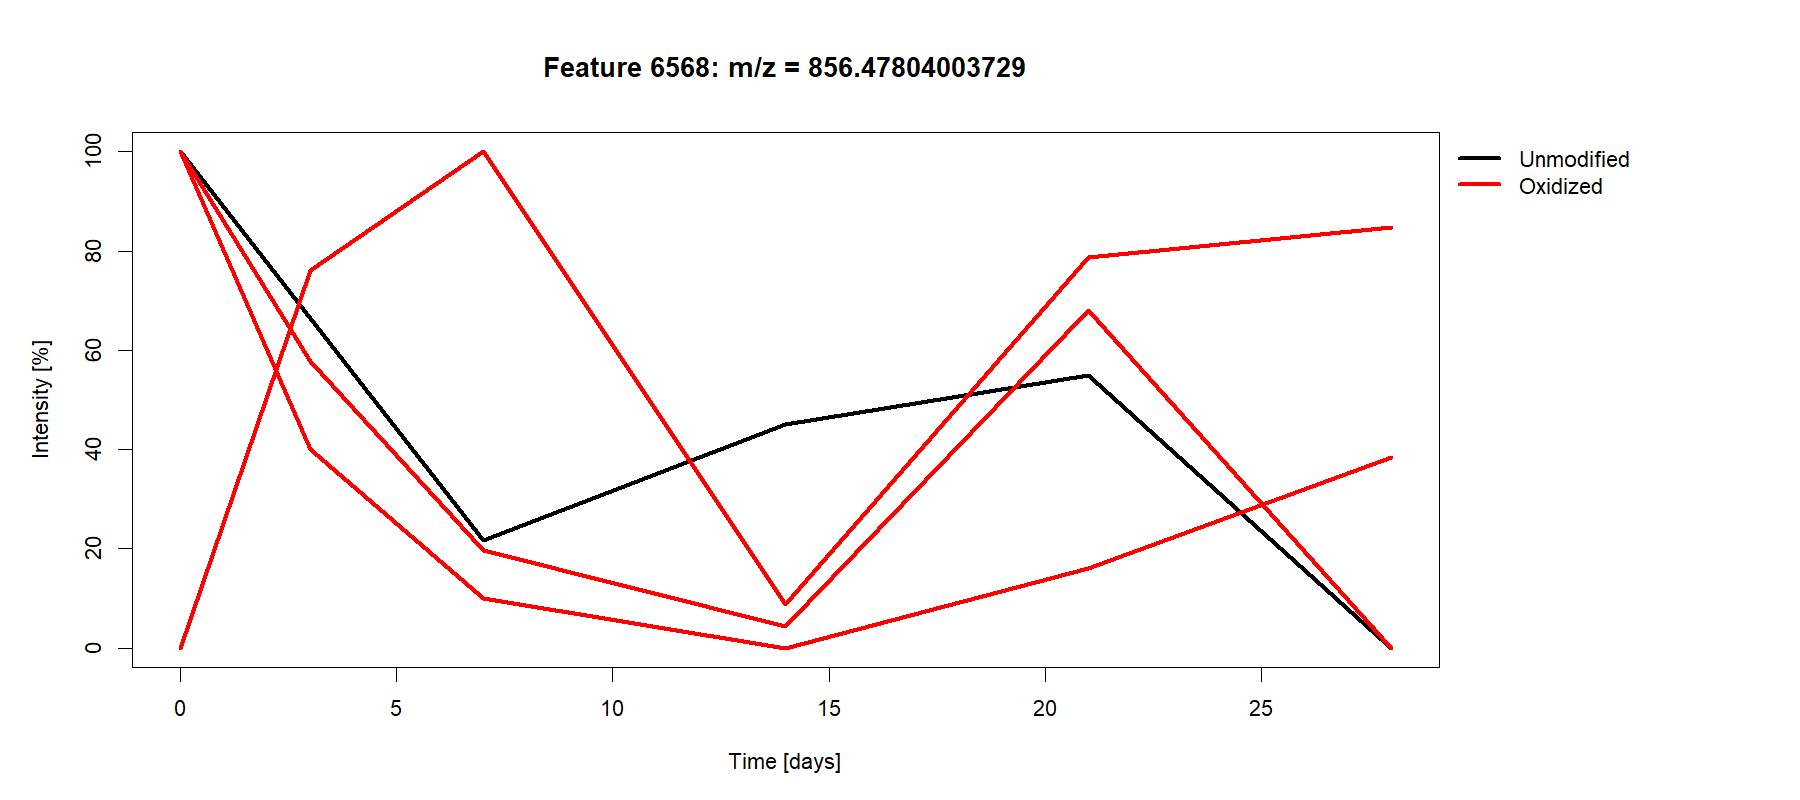 Feature 6568: m/z = 856.47804003729
Unmodified
Oxidized
Intensity [%]
100
80
60
40
20
0
0 5 10 15 20 25
Time [days]